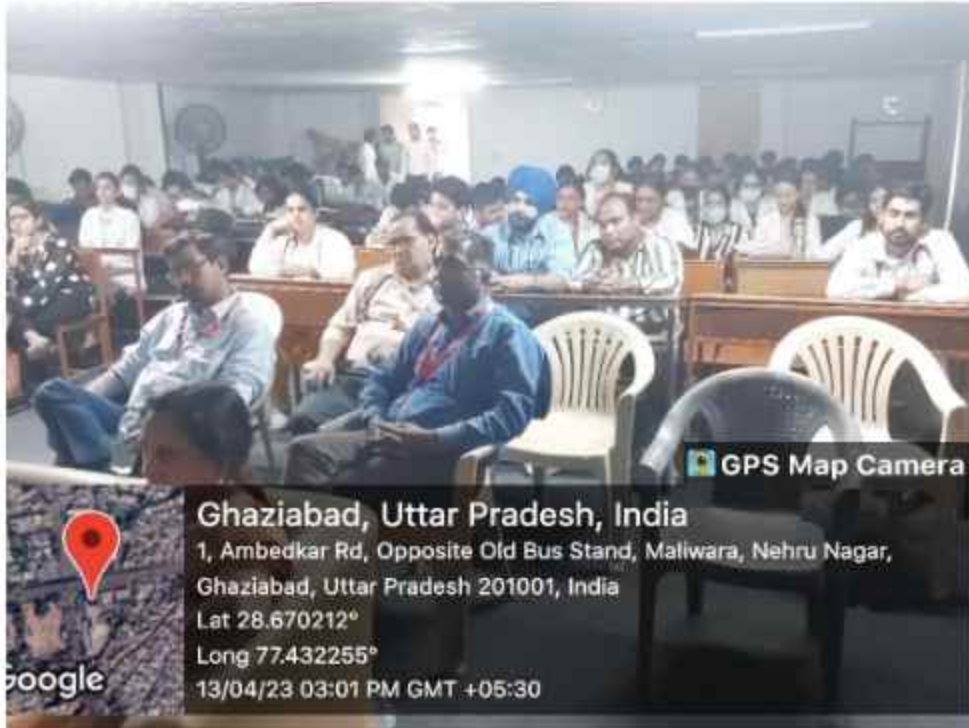 GPS Map Camera
Ghaziabad, Uttar Pradesh, India
1, Ambedkar Rd, Opposite Old Bus Stand, Maliwara, Nehru Nagar,
Ghaziabad, Uttar Pradesh 201001, India
Lat 28.670212°
Long 77.432255°
13/04/23 03:01 PM GMT +05:30
Google